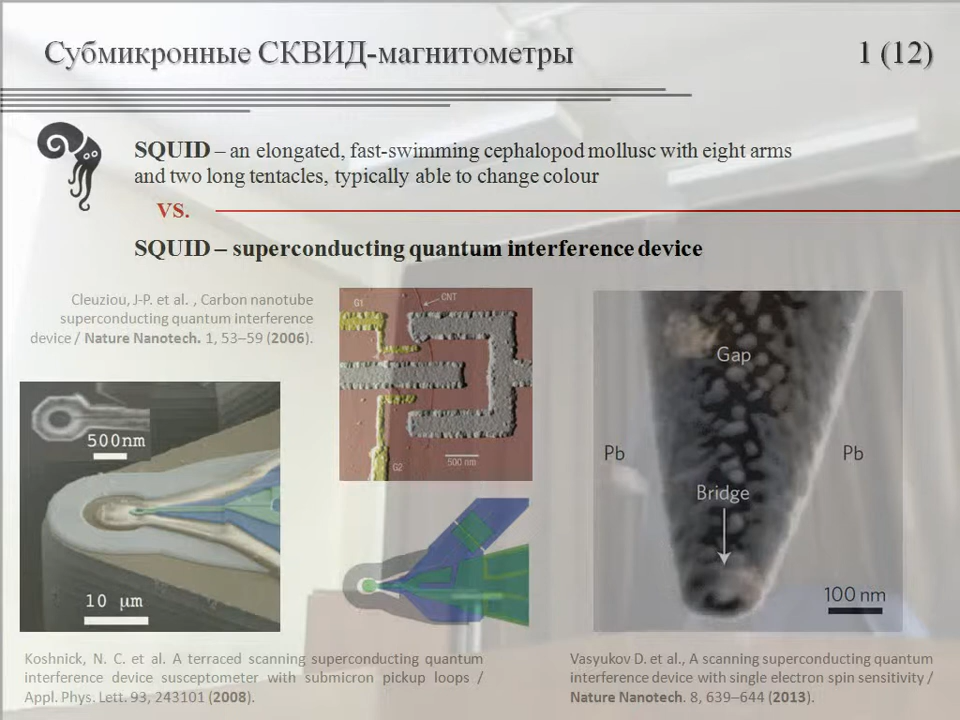 Субмикронные СКВИД-магнитометры
1 (12)
SQUID – an elongated, fast-swimming cephalopod mollusc with eight arms
and two long tentacles, typically able to change colour
VS.
SQUID – superconducting quantum interference device
Cleuziou, J-P. et al. , Carbon nanotube
superconducting quantum interference
device / Nature Nanotech. 1, 53–59 (2006).
G1
CNT
G2
500 nm
Gap
Pb
Pb
Bridge
100 nm
500nm
10 μm
Koshnick, N. C. et al. A terraced scanning superconducting quantum
interference device susceptometer with submicron pickup loops /
Appl. Phys. Lett. 93, 243101 (2008).
Vasyukov D. et al., A scanning superconducting quantum
interference device with single electron spin sensitivity /
Nature Nanotech. 8, 639–644 (2013).